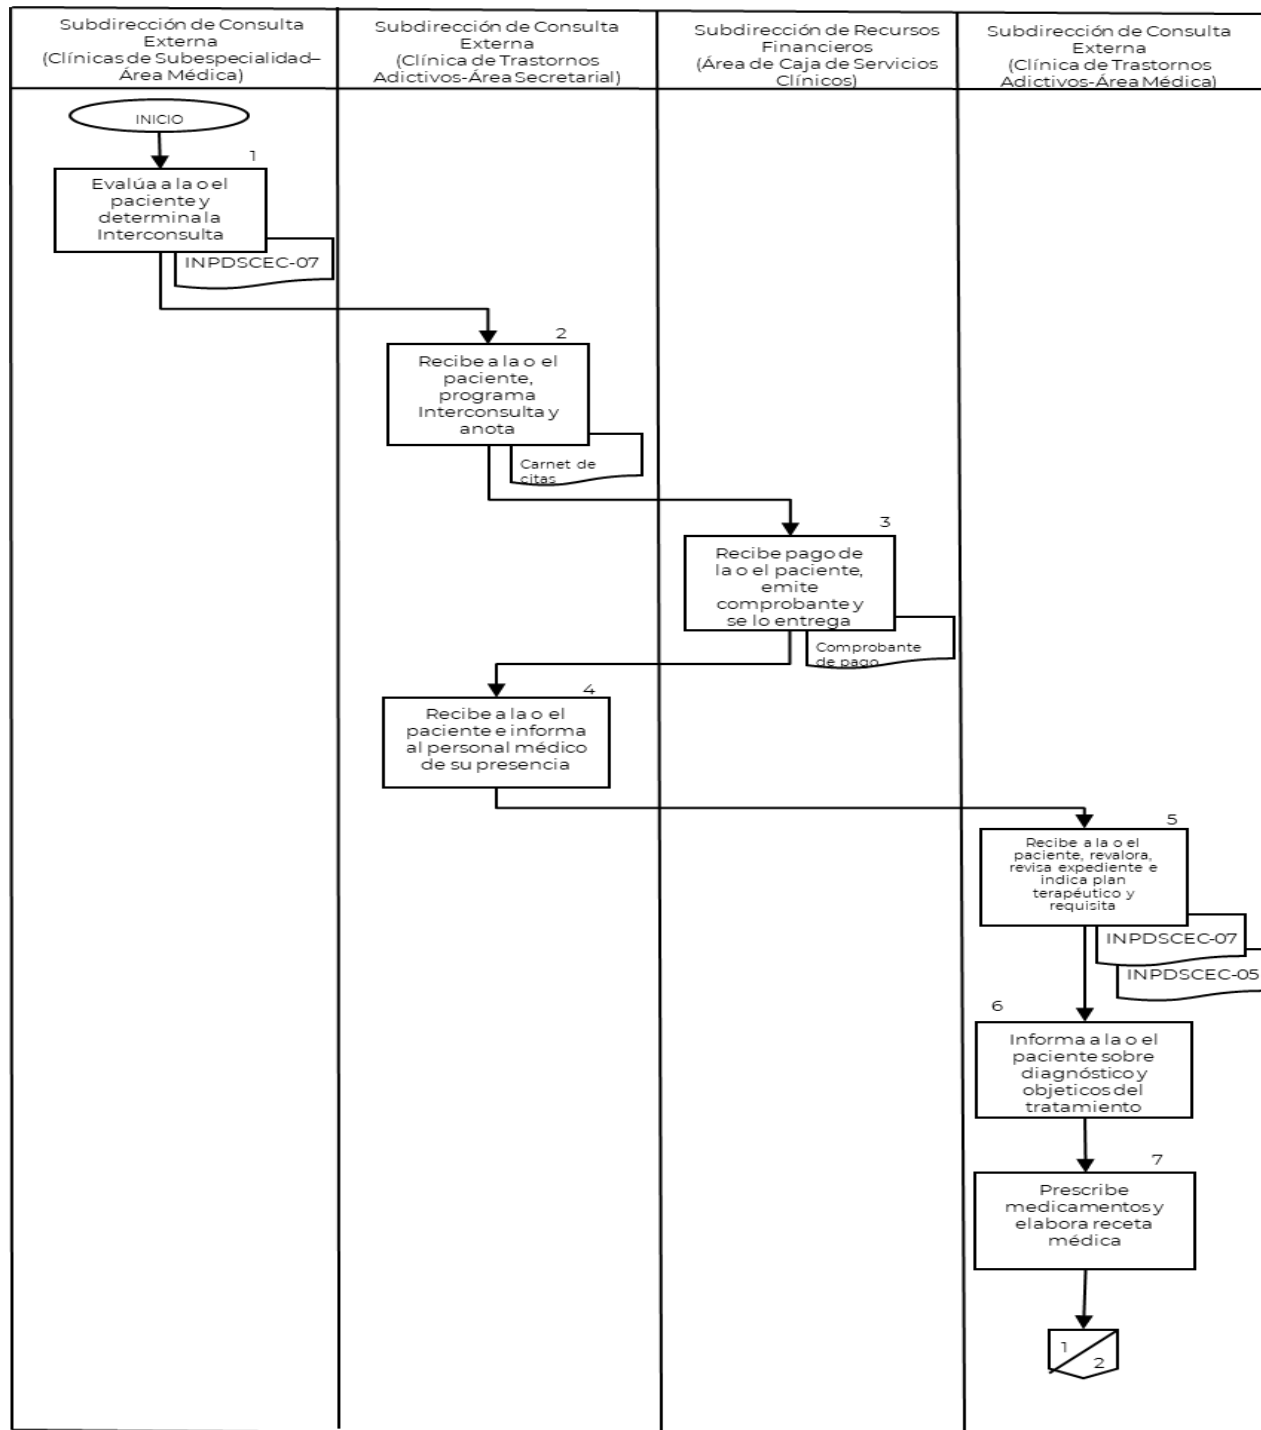 Subdirección de Consulta
Externa
(Clínicas de Subespecialidad–
Área Médica)
Subdirección de Consulta
Externa
(Clínica de Trastornos
Adictivos-Área Secretarial)
Subdirección de Recursos
Financieros
(Área de Caja de Servicios
Clínicos)
Subdirección de Consulta
Externa
(Clínica de Trastornos
Adictivos-Área Médica)
INICIO
1
Evalúa a la o el
paciente y
determina la
Interconsulta
INPDSCEC-07
2
Recibe a la o el
paciente,
programa
Interconsulta y
anota
Carnet de
citas
3
Recibe pago de
la o el paciente,
emite
comprobante y
se lo entrega
Comprobante
de pago
4
Recibe a la o el
paciente e informa
al personal médico
de su presencia
5
Recibe a la o el
paciente, revalora,
revisa expediente e
indica plan
terapéutico y
requisita
INPDSCEC-07
INPDSCEC-05
6
Informa a la o el
paciente sobre
diagnóstico y
objeticos del
tratamiento
7
Prescribe
medicamentos y
elabora receta
médica
1
2